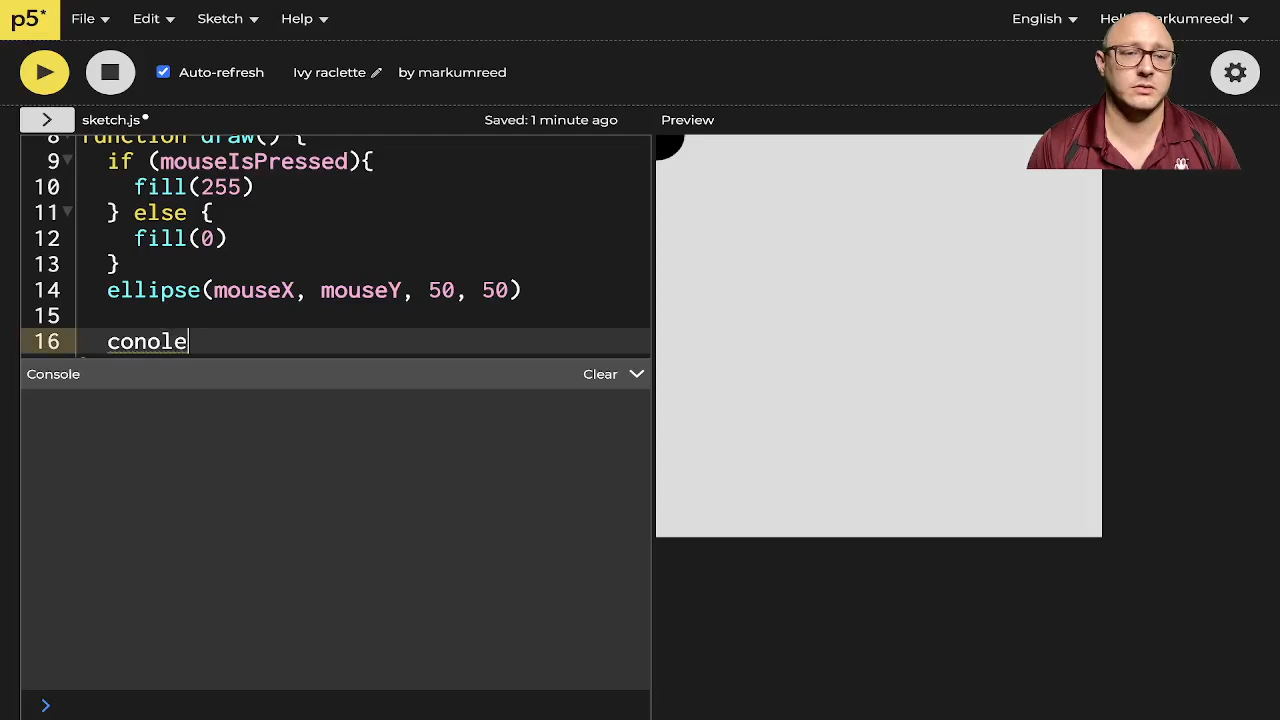 p5* File Edit Sketch Help English Hello, markumreed!
Auto-refresh Ivy raclette by markumreed
sketch.js Saved: 1 minute ago Preview
8 function draw() {
9 if (mouseIsPressed){
10 fill(255)
11 } else {
12 fill(0)
13 }
14 ellipse(mouseX, mouseY, 50, 50)
15
16 conole
Console Clear